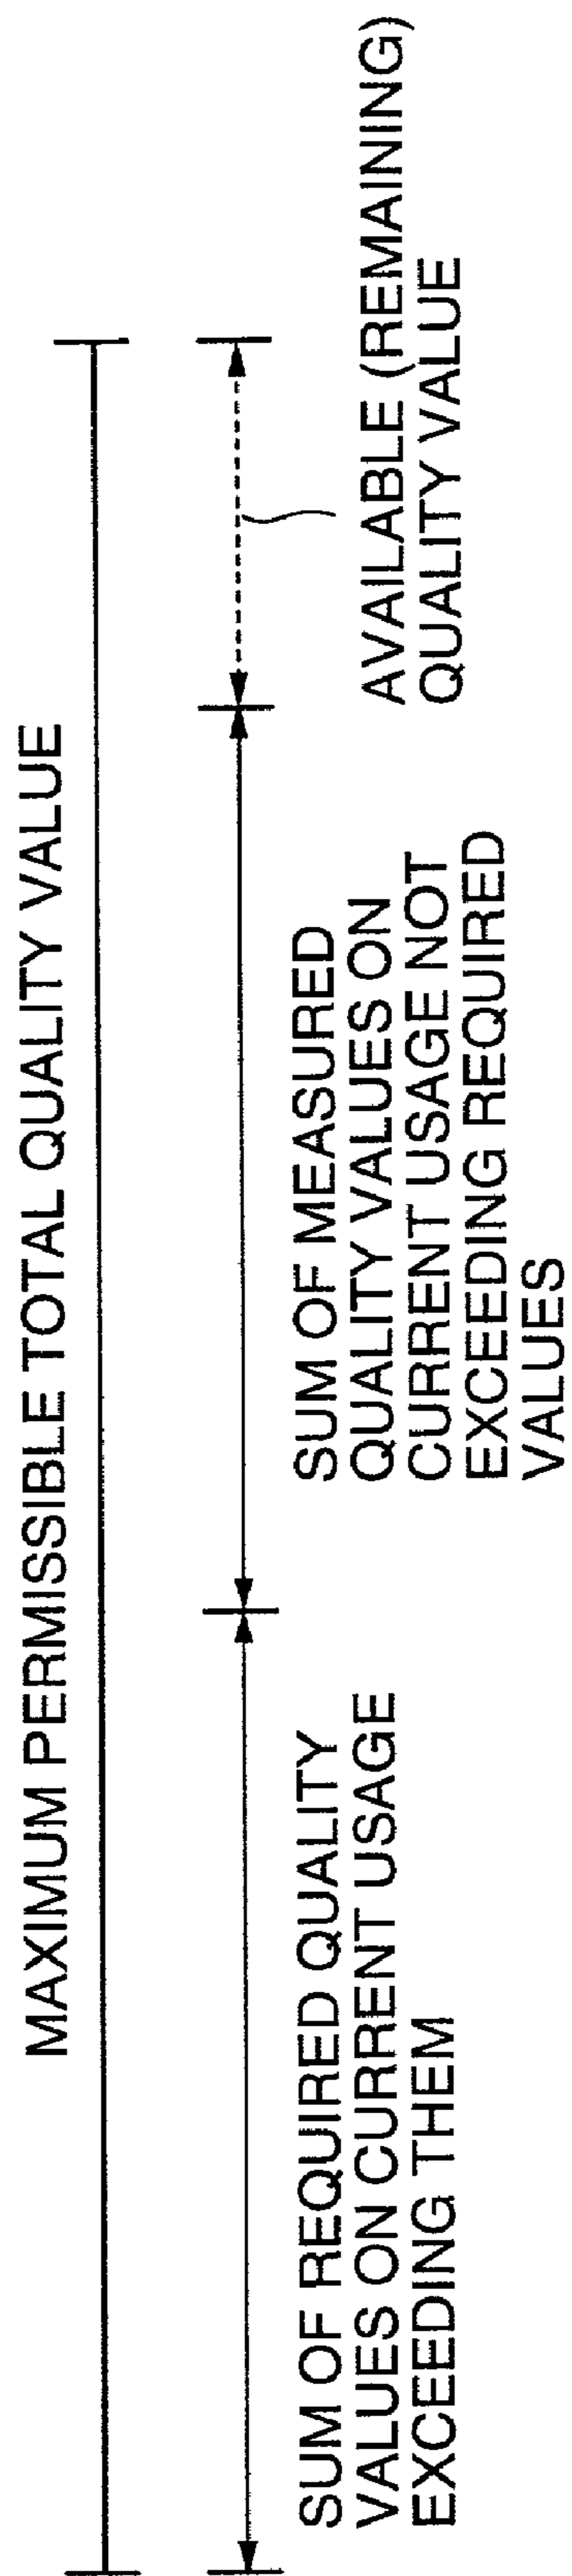 MAXIMUM PERMISSIBLE TOTAL QUALITY VALUE
SUM OF REQUIRED QUALITY
VALUES ON CURRENT USAGE
EXCEEDING THEM
SUM OF MEASURED
QUALITY VALUES ON
CURRENT USAGE NOT
EXCEEDING REQUIRED
VALUES
AVAILABLE (REMAINING)
QUALITY VALUE